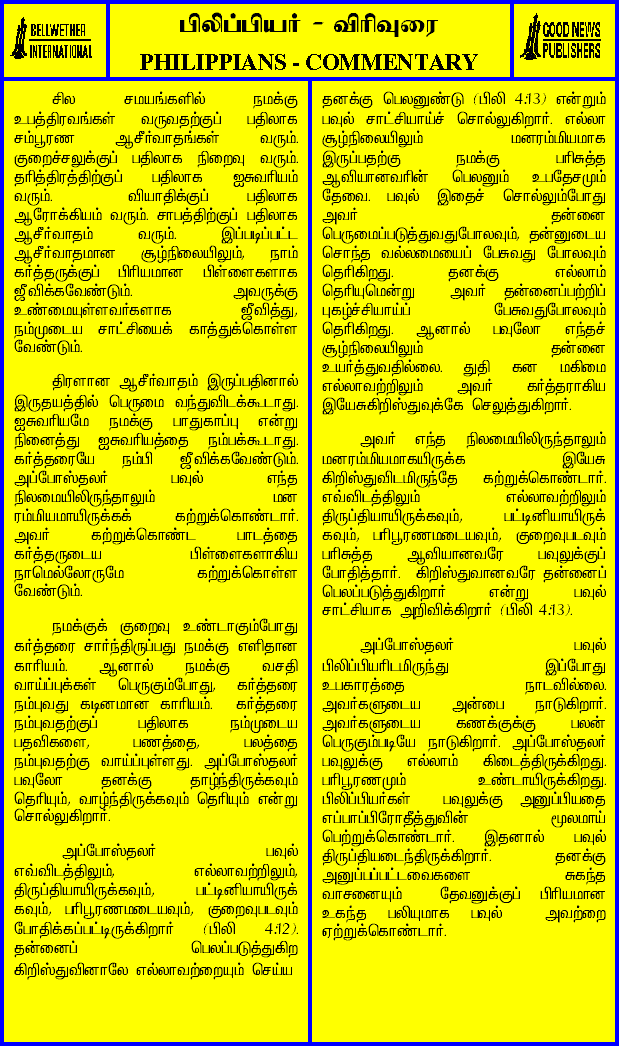 BELLWETHER
INTERNATIONAL
பிலிப்பியர் - விரிவுரை
PHILIPPIANS - COMMENTARY
GOOD NEWS
PUBLISHERS
சில சமயங்களில் நமக்கு
உபத்திரவங்கள் வருவதற்குப் பதிலாக
சம்பூரண ஆசீர்வாதங்கள் வரும்.
குறைச்சலுக்குப் பதிலாக நிறைவு வரும்.
தரித்திரத்திற்குப் பதிலாக ஐசுவரியம்
வரும். வியாதிக்குப் பதிலாக
ஆரோக்கியம் வரும். சாபத்திற்குப் பதிலாக
ஆசீர்வாதம் வரும். இப்படிப்பட்ட
ஆசீர்வாதமான சூழ்நிலையிலும், நாம்
கர்த்தருக்குப் பிரியமான பிள்ளைகளாக
ஜீவிக்கவேண்டும். அவருக்கு
உண்மையுள்ளவர்களாக ஜீவித்து,
நம்முடைய சாட்சியைக் காத்துக்கொள்ள
வேண்டும்.
திரளான ஆசீர்வாதம் இருப்பதினால்
இருதயத்தில் பெருமை வந்துவிடக்கூடாது.
ஐசுவரியமே நமக்கு பாதுகாப்பு என்று
நினைத்து ஐசுவரியத்தை நம்பக்கூடாது.
கர்த்தரையே நம்பி ஜீவிக்கவேண்டும்.
அப்போஸ்தலர் பவுல் எந்த
நிலமையிலிருந்தாலும் மன
ரம்மியமாயிருக்கக் கற்றுக்கொண்டார்.
அவர் கற்றுக்கொண்ட பாடத்தை
கர்த்தருடைய பிள்ளைகளாகிய
நாமெல்லோருமே கற்றுக்கொள்ள
வேண்டும்.
நமக்குக் குறைவு உண்டாகும்போது
கர்த்தரை சார்ந்திருப்பது நமக்கு எளிதான
காரியம். ஆனால் நமக்கு வசதி
வாய்ப்புக்கள் பெருகும்போது, கர்த்தரை
நம்புவது கடினமான காரியம். கர்த்தரை
நம்புவதற்குப் பதிலாக நம்முடைய
பதவிகளை, பணத்தை, பலத்தை
நம்புவதற்கு வாய்ப்புள்ளது. அப்போஸ்தலர்
பவுலோ தனக்கு தாழ்ந்திருக்கவும்
தெரியும், வாழ்ந்திருக்கவும் தெரியும் என்று
சொல்லுகிறார்.
அப்போஸ்தலர் பவுல்
எவ்விடத்திலும், எல்லாவற்றிலும்,
திருப்தியாயிருக்கவும், பட்டினியாயிருக்
கவும், பரிபூரணமடையவும், குறைவுபடவும்
போதிக்கப்பட்டிருக்கிறார் (பிலி 4:12).
தன்னைப் பெலப்படுத்துகிற
கிறிஸ்துவினாலே எல்லாவற்றையும் செய்ய
தனக்கு பெலனுண்டு (பிலி 4:13) என்றும்
பவுல் சாட்சியாய்ச் சொல்லுகிறார். எல்லா
சூழ்நிலையிலும் மனரம்மியமாக
இருப்பதற்கு நமக்கு பரிசுத்த
ஆவியானவரின் பெலனும் உபதேசமும்
தேவை. பவுல் இதைச் சொல்லும்போது
அவர் தன்னை
பெருமைப்படுத்துவதுபோலவும், தன்னுடைய
சொந்த வல்லமையைப் பேசுவது போலவும்
தெரிகிறது. தனக்கு எல்லாம்
தெரியுமென்று அவர் தன்னைப்பற்றிப்
புகழ்ச்சியாய்ப் பேசுவதுபோலவும்
தெரிகிறது. ஆனால் பவுலோ எந்தச்
சூழ்நிலையிலும் தன்னை
உயர்த்துவதில்லை. துதி கன மகிமை
எல்லாவற்றிலும் அவர் கர்த்தராகிய
இயேசுகிறிஸ்துவுக்கே செலுத்துகிறார்.
அவர் எந்த நிலமையிலிருந்தாலும்
மனரம்மியமாகயிருக்க இயேசு
கிறிஸ்துவிடமிருந்தே கற்றுக்கொண்டார்.
எவ்விடத்திலும் எல்லாவற்றிலும்
திருப்தியாயிருக்கவும், பட்டினியாயிருக்
கவும், பரிபூரணமடையவும், குறைவுபடவும்
பரிசுத்த ஆவியானவரே பவுலுக்குப்
போதித்தார். கிறிஸ்துவானவரே தன்னைப்
பெலப்படுத்துகிறார் என்று பவுல்
சாட்சியாக அறிவிக்கிறார் (பிலி 4:13).
அப்போஸ்தலர் பவுல்
பிலிப்பியரிடமிருந்து இப்போது
உபகாரத்தை நாடவில்லை.
அவர்களுடைய அன்பை நாடுகிறார்.
அவர்களுடைய கணக்குக்கு பலன்
பெருகும்படியே நாடுகிறார். அப்போஸ்தலர்
பவுலுக்கு எல்லாம் கிடைத்திருக்கிறது.
பரிபூரணமும் உண்டாயிருக்கிறது.
பிலிப்பியர்கள் பவுலுக்கு அனுப்பியதை
எப்பாப்பிரோதீத்துவின் மூலமாய்
பெற்றுக்கொண்டார். இதனால் பவுல்
திருப்தியடைந்திருக்கிறார். தனக்கு
அனுப்பப்பட்டவைகளை சுகந்த
வாசனையும் தேவனுக்குப் பிரியமான
உகந்த பலியுமாக பவுல் அவற்றை
ஏற்றுக்கொண்டார்.